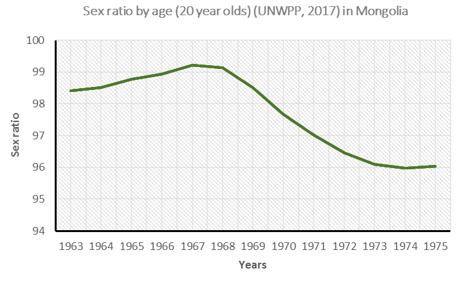 Sex ratio by age (20 year olds) (UNWPP, 2017) in Mongolia
100
99
98
97
96
95
94
Sex ratio
1963 1964 1965 1966 1967 1968 1969 1970 1971 1972 1973 1974 1975
Years